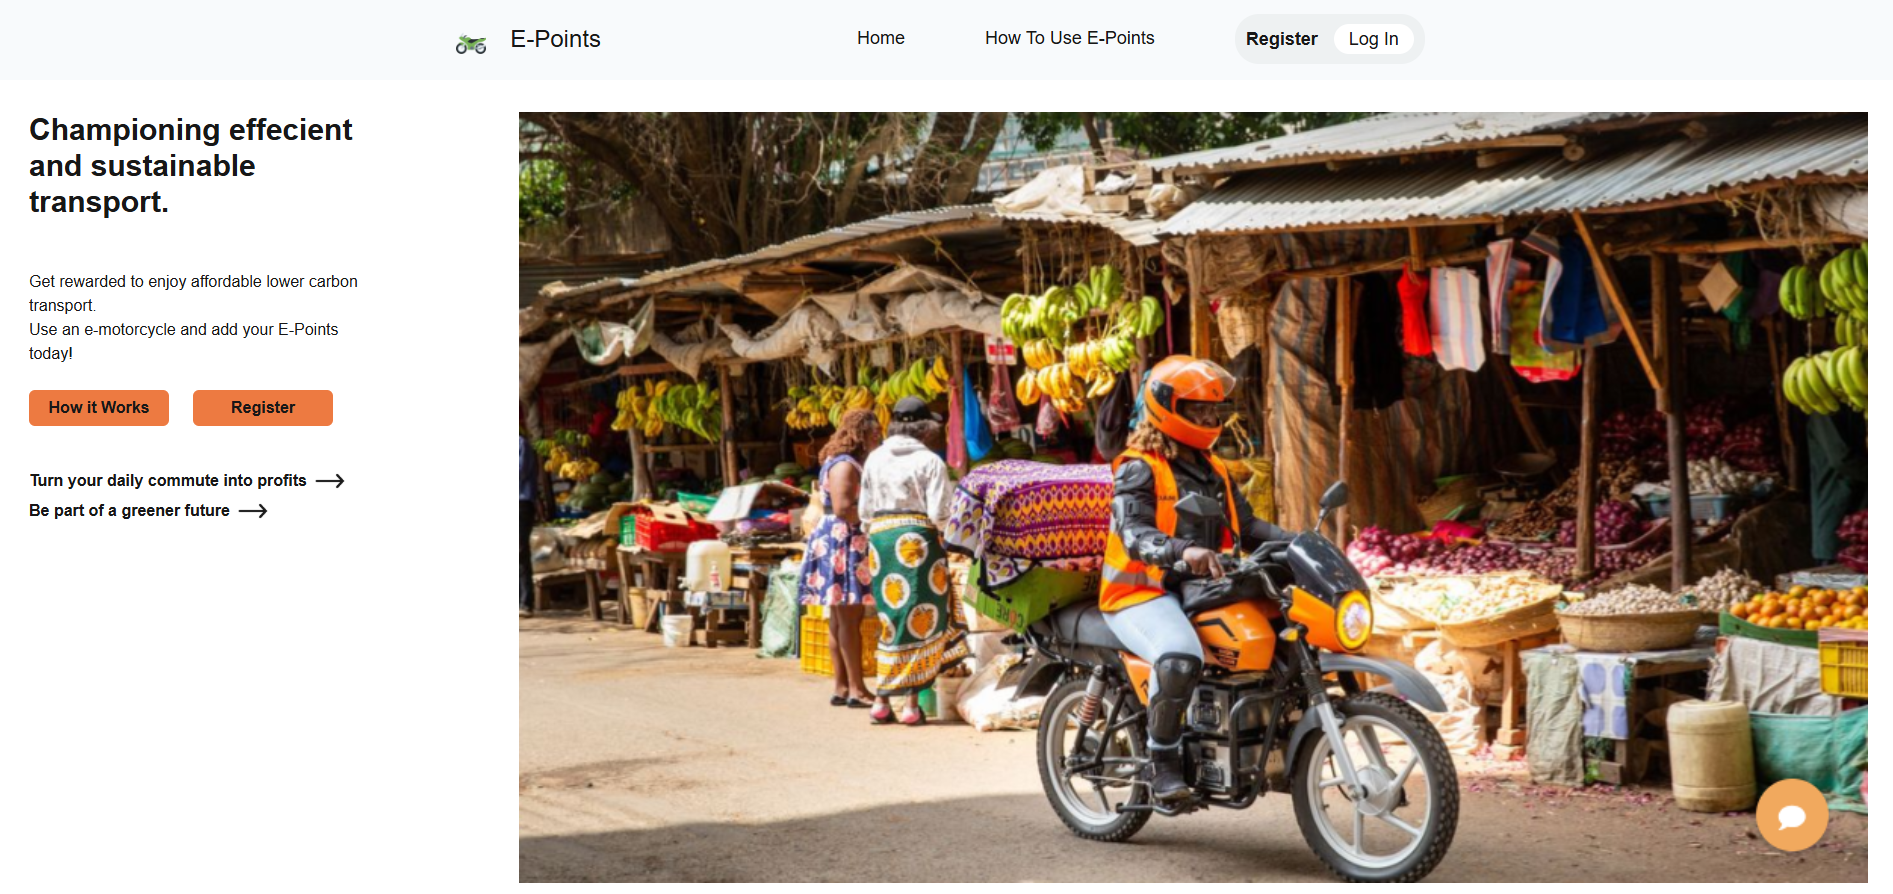 E-Points
Home
How To Use E-Points
Register
Log In
Championing effecient
and sustainable
transport.
Get rewarded to enjoy affordable lower carbon
transport.
Use an e-motorcycle and add your E-Points
today!
How it Works
Register
Turn your daily commute into profits
Be part of a greener future